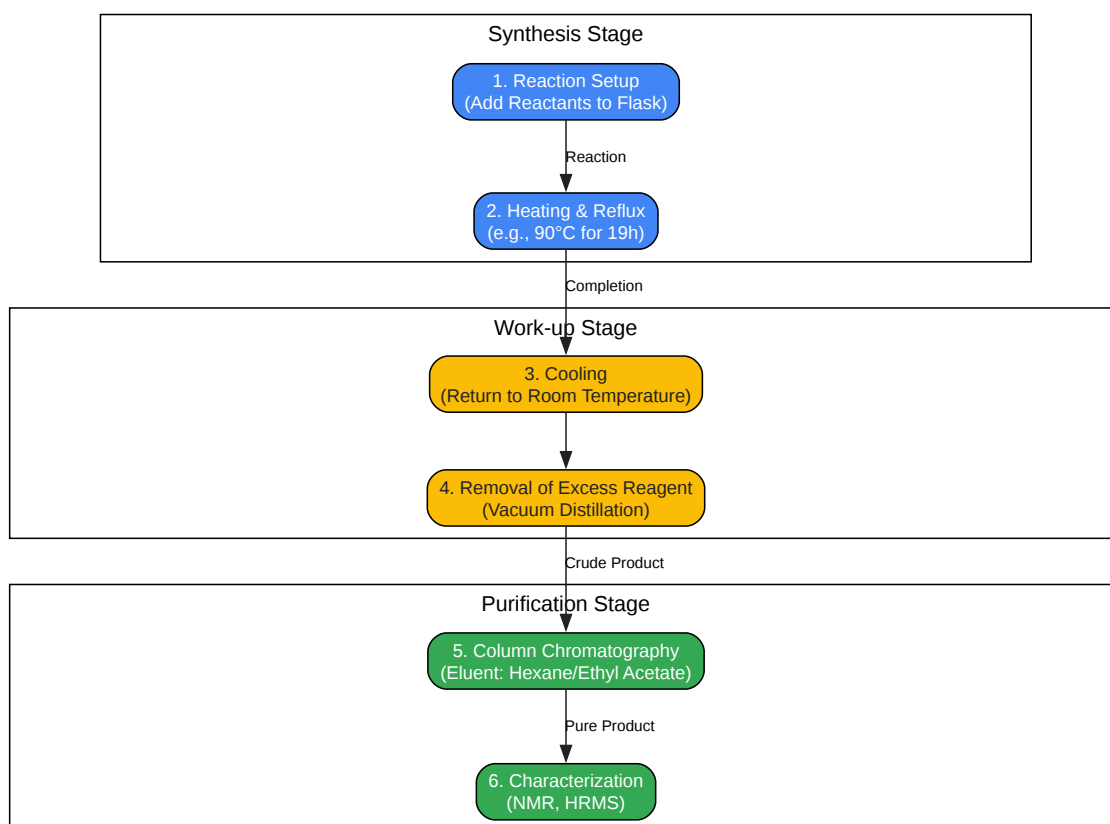 Synthesis Stage
1. Reaction Setup
(Add Reactants to Flask)
Reaction
2. Heating & Reflux
(e.g., 90°C for 19h)
Completion
Work-up Stage
3. Cooling
(Return to Room Temperature)
4. Removal of Excess Reagent
(Vacuum Distillation)
Crude Product
Purification Stage
5. Column Chromatography
(Eluent: Hexane/Ethyl Acetate)
Pure Product
6. Characterization
(NMR, HRMS)